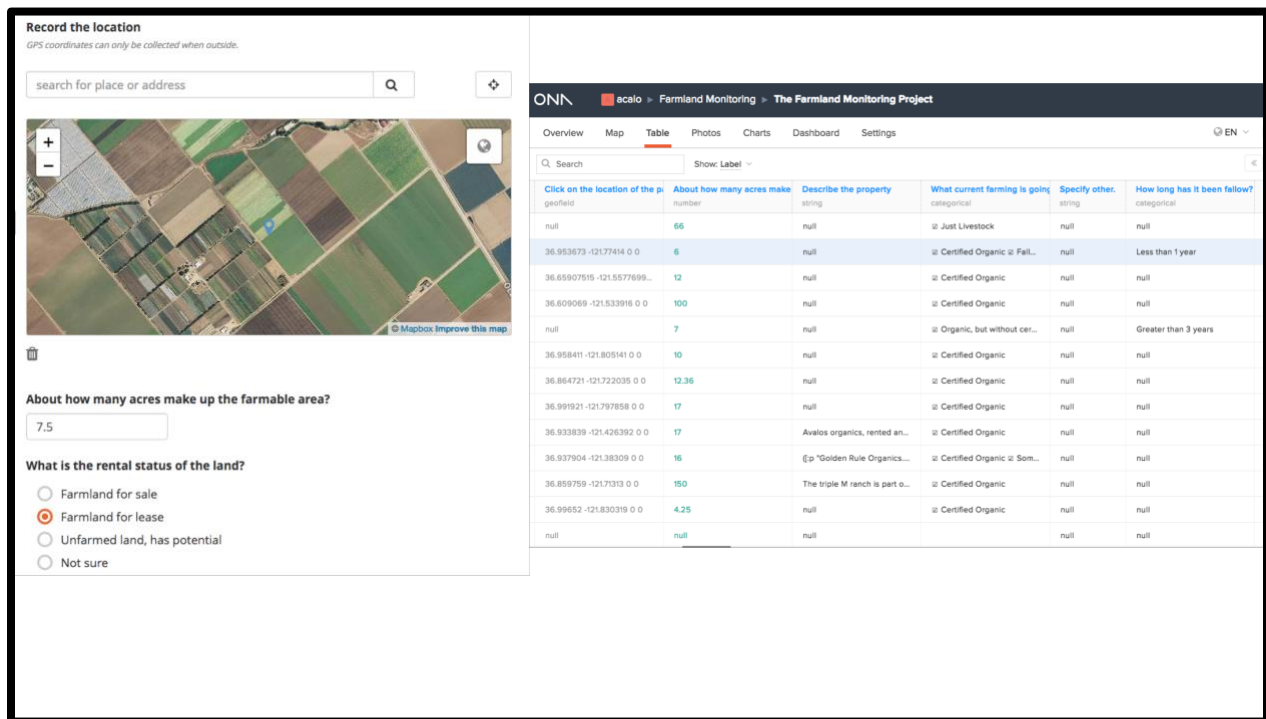 Record the location
GPS coordinates can only be collected when outside.
search for place or address
+
−
© Mapbox Improve this map
About how many acres make up the farmable area?
7.5
What is the rental status of the land?
Farmland for sale
Farmland for lease
Unfarmed land, has potential
Not sure
ONA acalo ▸ Farmland Monitoring ▸ The Farmland Monitoring Project
Overview Map Table Photos Charts Dashboard Settings EN
Search Show: Label «
Click on the location of the pa About how many acres make Describe the property What current farming is going Specify other. How long has it been fallow?
geofield number string categorical string categorical
null 66 null Just Livestock null null
36.953673 -121.77414 0 0 6 null Certified Organic Fall... null Less than 1 year
36.65907515 -121.5577699... 12 null Certified Organic null null
36.609069 -121.533916 0 0 100 null Certified Organic null null
null 7 null Organic, but without cer... null Greater than 3 years
36.958411 -121.805141 0 0 10 null Certified Organic null null
36.864721 -121.722035 0 0 12.36 null Certified Organic null null
36.991921 -121.797858 0 0 17 null Certified Organic null null
36.933839 -121.426392 0 0 17 Avalos organics, rented an... Certified Organic null null
36.937904 -121.38309 0 0 16 "Golden Rule Organics.... Certified Organic Som... null null
36.859759 -121.71313 0 0 150 The triple M ranch is part o... Certified Organic null null
36.99652 -121.830319 0 0 4.25 null Certified Organic null null
null null null null null